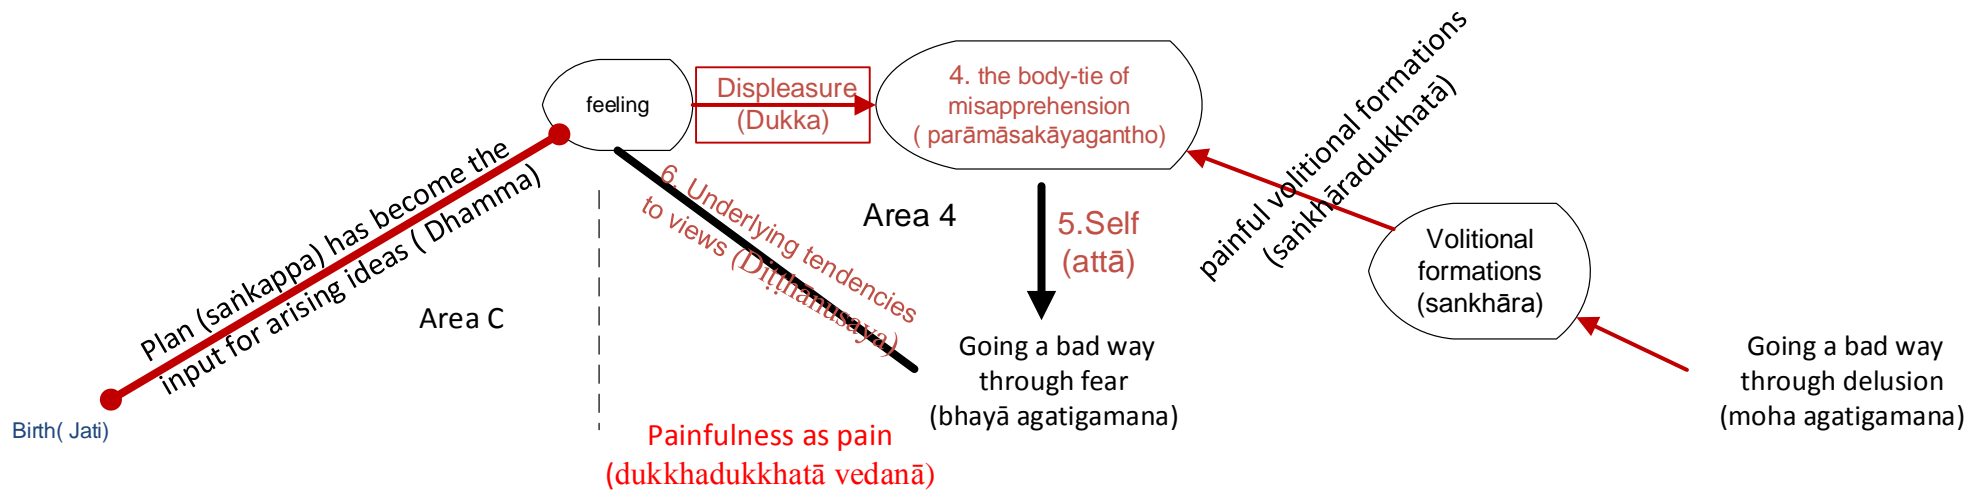 Plan (saṅkappa) has become the
input for arising ideas ( Dhamma)
Birth( Jati)
Area C
feeling
Displeasure
(Dukka)
4. the body-tie of
misapprehension
( parāmāsakāyagantho)
6. Underlying tendencies
to views (Diṭṭhānusaya)
Area 4
5.Self
(attā)
Going a bad way
through fear
(bhayā agatigamana)
Painfulness as pain
(dukkhadukkhatā vedanā)
painful volitional formations
(saṅkhāradukkhatā)
Volitional
formations
(sankhāra)
Going a bad way
through delusion
(moha agatigamana)